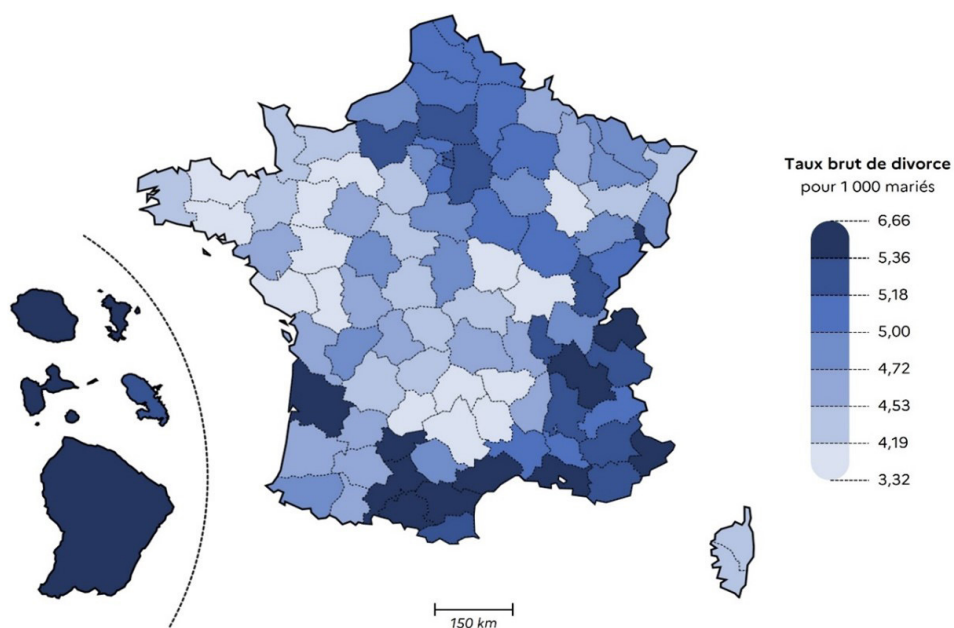 Taux brut de divorce
pour 1 000 mariés
6,66
5,36
5,18
5,00
4,72
4,53
4,19
3,32
150 km